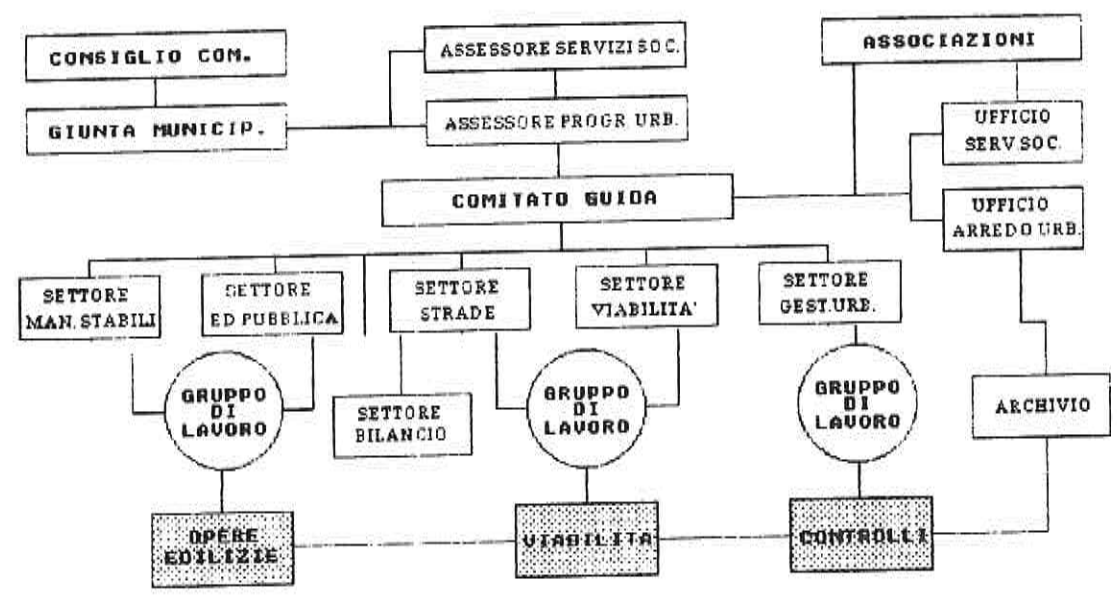 CONSIGLIO COM.
GIUNTA MUNICIP.
ASSESSORE SERVIZI SOC.
ASSESSORE PROGR. URB.
ASSOCIAZIONI
UFFICIO
SERV.SOC.
COMITATO GUIDA
UFFICIO
ARREDO URB.
SETTORE
MAN. STABILI
SETTORE
ED PUBBLICA
SETTORE
STRADE
SETTORE
VIABILITA'
SETTORE
GEST.URB.
GRUPPO
DI
LAVORO
SETTORE
BILANCIO
GRUPPO
DI
LAVORO
GRUPPO
DI
LAVORO
ARCHIVIO
OPERE
EDILIZIE
VIABILITA
CONTROLLI